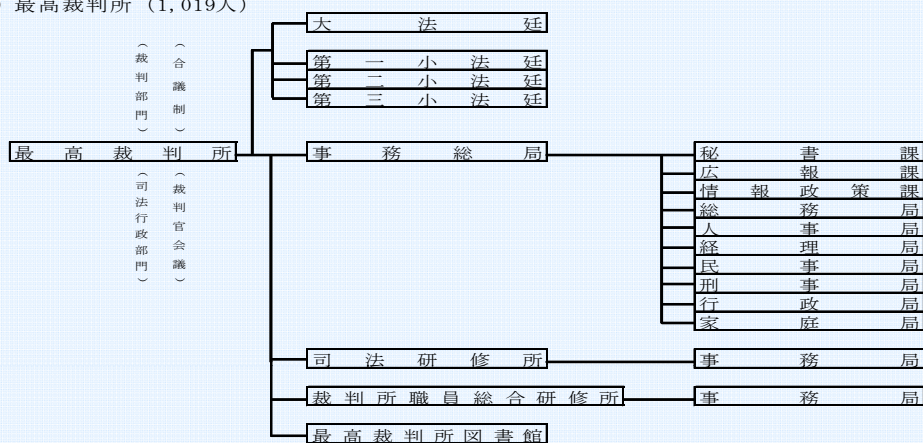 ）最高裁判所（1,019人）
大法廷
第一小法廷
第二小法廷
第三小法廷
（裁判部門）
（合議制）
最高裁判所
（司法行政部門）
（裁判官会議）
事務総局
秘書課
広報課
情報政策課
総務局
人事局
経理局
民事局
刑事局
行政局
家庭局
司法研修所
事務局
裁判所職員総合研修所
事務局
最高裁判所図書館